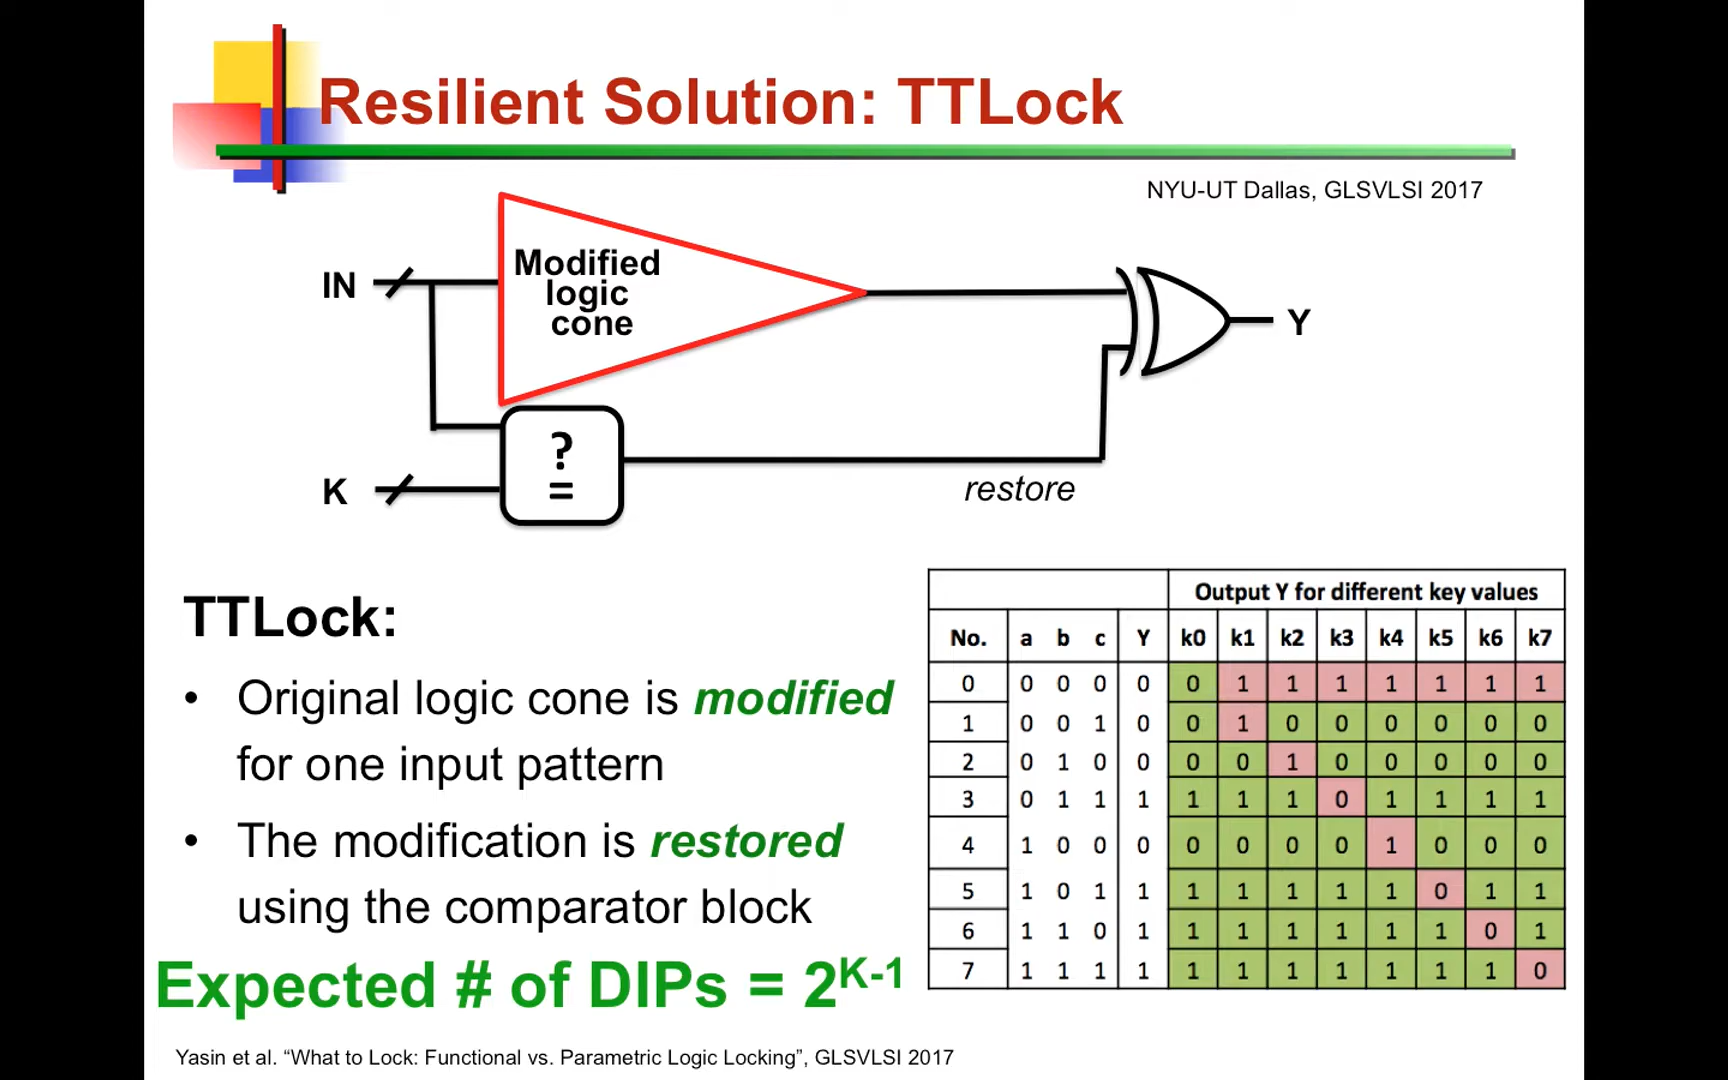 Resilient Solution: TTLock
NYU-UT Dallas, GLSVLSI 2017
Modified
logic
cone
IN
Y
?
=
K
restore
TTLock:
• Original logic cone is modified
for one input pattern
• The modification is restored
using the comparator block
Expected # of DIPs = 2^K-1
Output Y for different key values
No. a b c Y k0 k1 k2 k3 k4 k5 k6 k7
0 0 0 0 0 0 1 1 1 1 1 1 1
1 0 0 1 0 0 1 0 0 0 0 0 0
2 0 1 0 0 0 0 1 0 0 0 0 0
3 0 1 1 1 1 1 1 0 1 1 1 1
4 1 0 0 0 0 0 0 0 1 0 0 0
5 1 0 1 1 1 1 1 1 1 0 1 1
6 1 1 0 1 1 1 1 1 1 1 0 1
7 1 1 1 1 1 1 1 1 1 1 1 0
Yasin et al. “What to Lock: Functional vs. Parametric Logic Locking”, GLSVLSI 2017